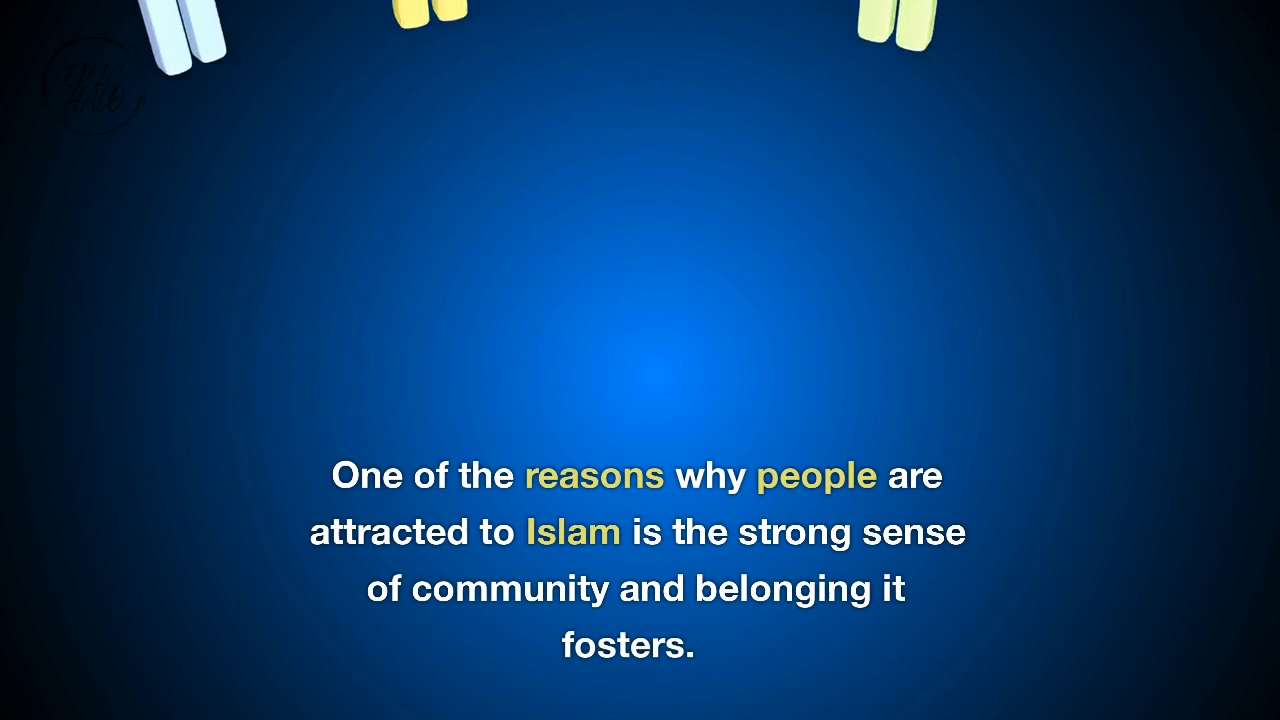 One of the reasons why people are
attracted to Islam is the strong sense
of community and belonging it
fosters.